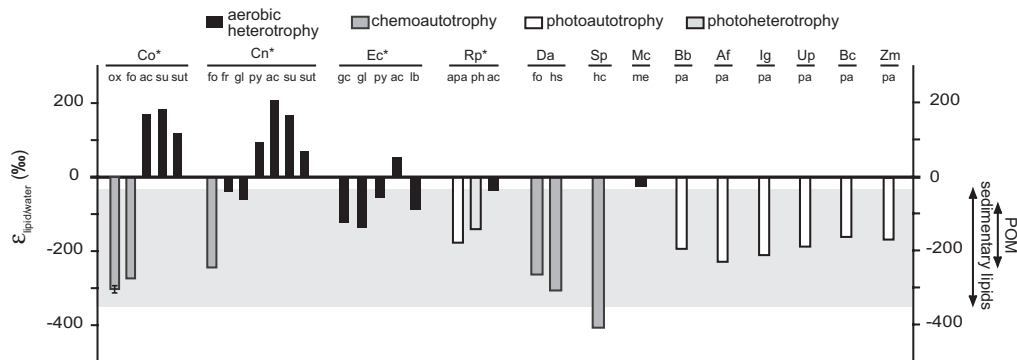 aerobic heterotrophy chemoautotrophy photoautotrophy photoheterotrophy
Co* Cn* Ec* Rp* Da Sp Mc Bb Af Ig Up Bc Zm
ox fo ac su sut fo fr gl py ac su sut gc gl py ac lb apa ph ac fo hs hc me pa pa pa pa pa pa
200 200
0 0
-200 -200
-400 -400
ε lipid/water (‰)
sedimentary lipids
POM